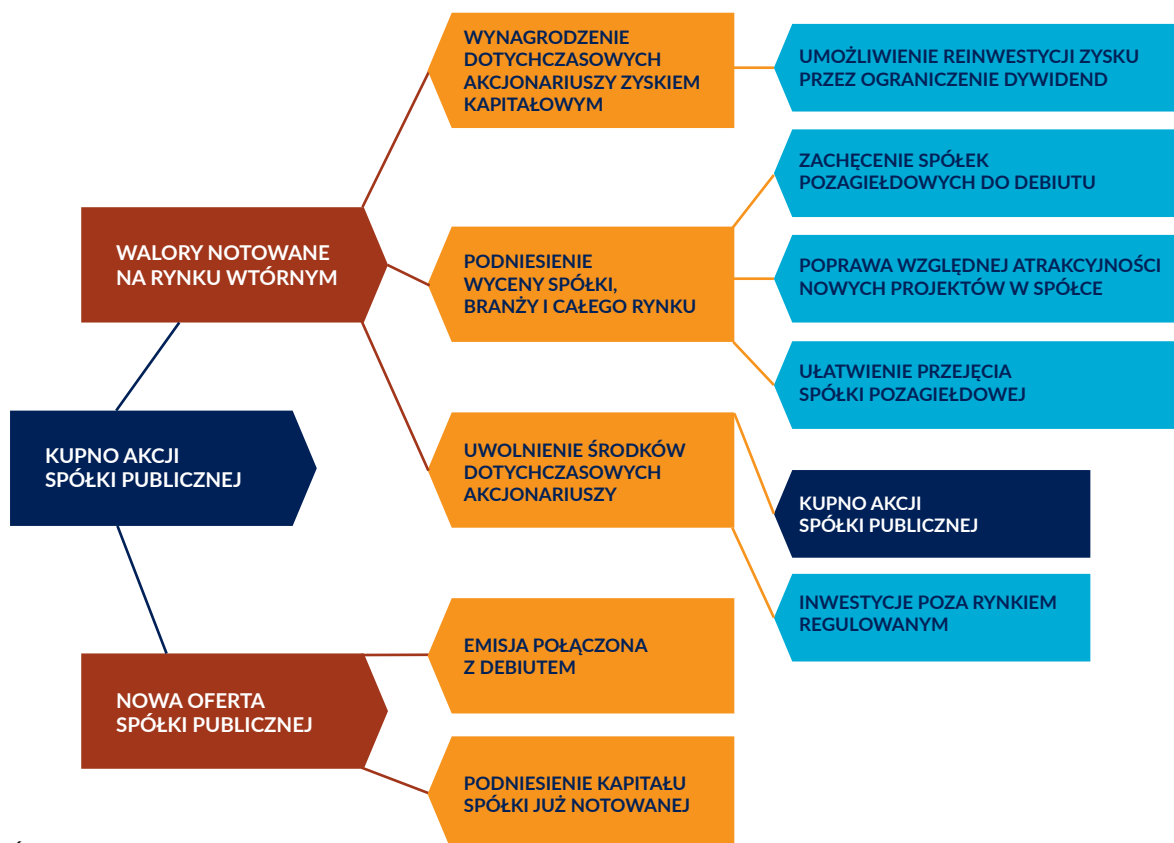 WYNAGRODZENIE
DOTYCHCZASOWYCH
AKCJONARIUSZY ZYSKIEM
KAPITAŁOWYM
UMOŻLIWIENIE REINWESTYCJI ZYSKU
PRZEZ OGRANICZENIE DYWIDEND
ZACHĘCENIE SPÓŁEK
POZAGIEŁDOWYCH DO DEBIUTU
WALORY NOTOWANE
NA RYNKU WTÓRNYM
PODNIESIENIE
WYCENY SPÓŁKI,
BRANŻY I CAŁEGO RYNKU
POPRAWA WZGLĘDNEJ ATRAKCYJNOŚCI
NOWYCH PROJEKTÓW W SPÓŁCE
UŁATWIENIE PRZEJĘCIA
SPÓŁKI POZAGIEŁDOWEJ
KUPNO AKCJI
SPÓŁKI PUBLICZNEJ
UWOLNIENIE ŚRODKÓW
DOTYCHCZASOWYCH
AKCJONARIUSZY
KUPNO AKCJI
SPÓŁKI PUBLICZNEJ
INWESTYCJE POZA RYNKIEM
REGULOWANYM
EMISJA POŁĄCZONA
Z DEBIUTEM
NOWA OFERTA
SPÓŁKI PUBLICZNEJ
PODNIESIENIE KAPITAŁU
SPÓŁKI JUŻ NOTOWANEJ